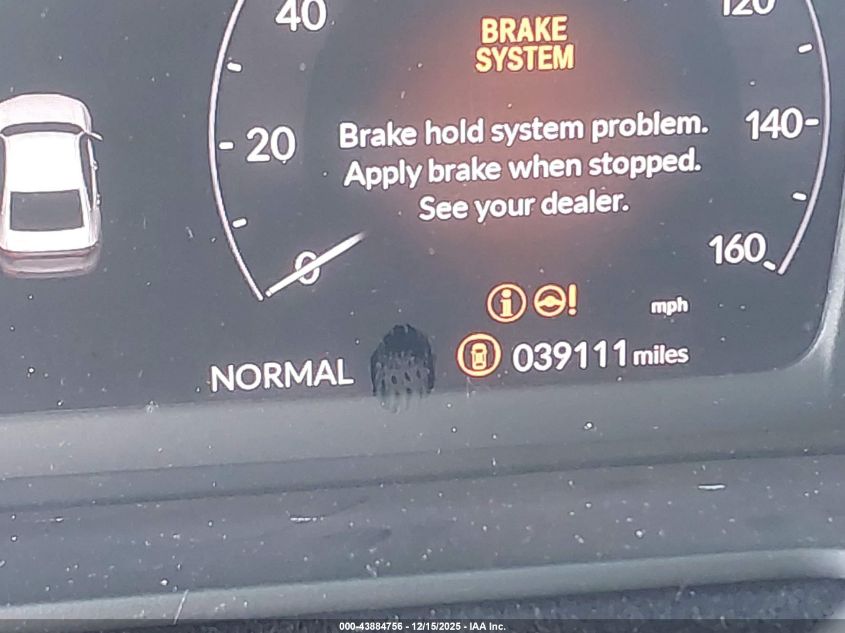 40
120
BRAKE
SYSTEM
20
Brake hold system problem.
140
Apply brake when stopped.
See your dealer.
0
160
mph
NORMAL
039111 miles
000-43884756 - 12/15/2025 - IAA Inc.